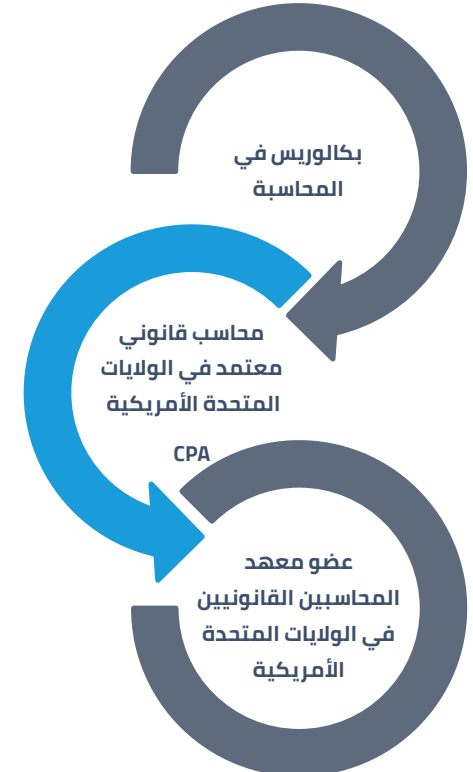 بكالوريس في
المحاسبة
محاسب قانوني
معتمد في الولايات
المتحدة الأمريكية
CPA
عضو معهد
المحاسبين القانونيين
في الولايات المتحدة
الأمريكية